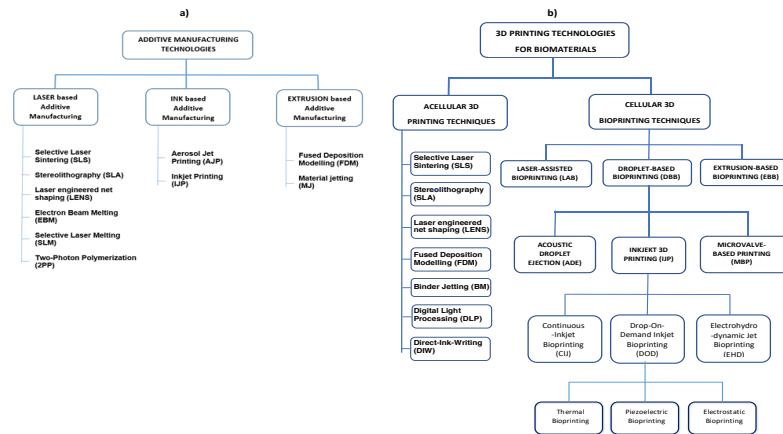 a)
ADDITIVE MANUFACTURING
TECHNOLOGIES
LASER based
Additive
Manufacturing
INK based
Additive
Manufacturing
EXTRUSION based
Additive
Manufacturing
Selective Laser
Sintering (SLS)
Stereolithography (SLA)
Laser engineered net
shaping (LENS)
Electron Beam Melting
(EBM)
Selective Laser Melting
(SLM)
Two-Photon Polymerization
(2PP)
Aerosol Jet
Printing (AJP)
Inkjet Printing
(IJP)
Fused Deposition
Modelling (FDM)
Material jetting
(MJ)
b)
3D PRINTING TECHNOLOGIES
FOR BIOMATERIALS
ACELLULAR 3D
PRINTING TECHNIQUES
CELLULAR 3D
BIOPRINTING TECHNIQUES
Selective Laser
Sintering (SLS)
Stereolithography
(SLA)
Laser engineered
net shaping (LENS)
Fused Deposition
Modelling (FDM)
Binder Jetting (BM)
Digital Light
Processing (DLP)
Direct-Ink-Writing
(DIW)
LASER-ASSISTED
BIOPRINTING (LAB)
DROPLET-BASED
BIOPRINTING (DBB)
EXTRUSION-BASED
BIOPRINTING (EBB)
ACOUSTIC
DROPLET
EJECTION (ADE)
INKJEKT 3D
PRINTING (IJP)
MICROVALVE-
BASED PRINTING
(MBP)
Continuous
-Inkjet
Bioprinting
(CIJ)
Drop-On-
Demand Inkjet
Bioprinting
(DOD)
Electrohydro
-dynamic Jet
Bioprinting
(EHD)
Thermal
Bioprinting
Piezoelectric
Bioprinting
Electrostatic
Bioprinting